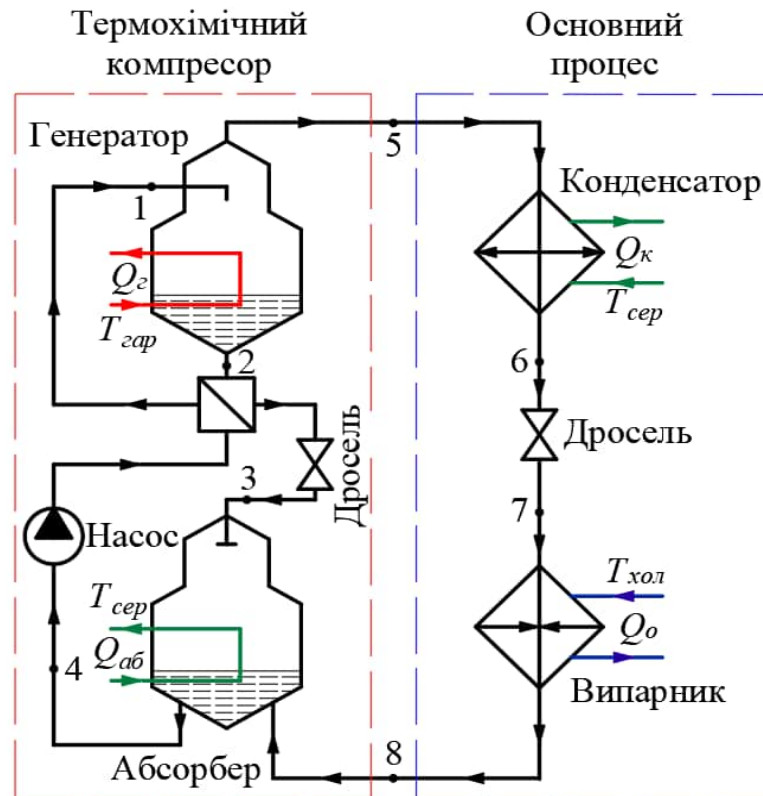 Термохімічний
компресор
Основний
процес
Генератор
5
1
Конденсатор
Qг
Qк
Tгар
Tсер
2
6
Дросель
Дросель
3
7
Насос
Tсер
Tхол
Qаб
Qо
4
Випарник
Абсорбер
8